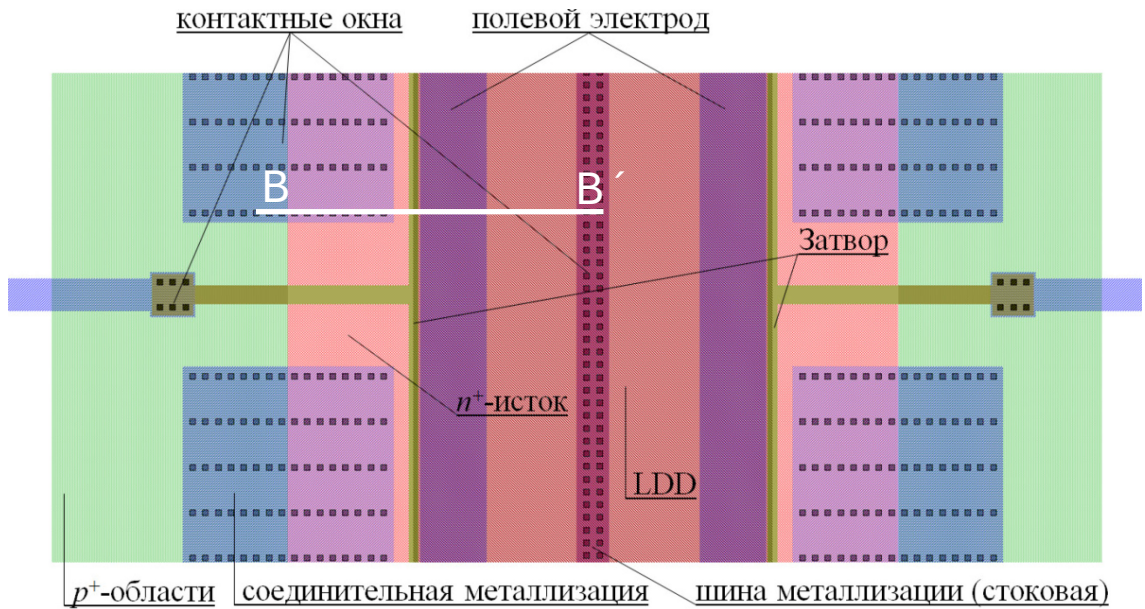 контактные окна
полевой электрод
B
B´
Затвор
n⁺-исток
LDD
p⁺-области
соединительная металлизация
шина металлизации (стоковая)